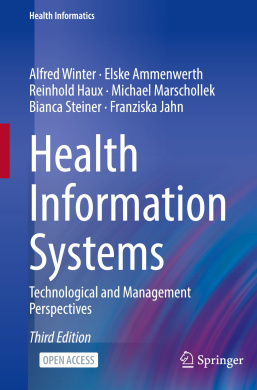 Health Informatics
Alfred Winter · Elske Ammenwerth
Reinhold Haux · Michael Marschollek
Bianca Steiner · Franziska Jahn
Health
Information
Systems
Technological and Management
Perspectives
Third Edition
OPEN ACCESS
Springer